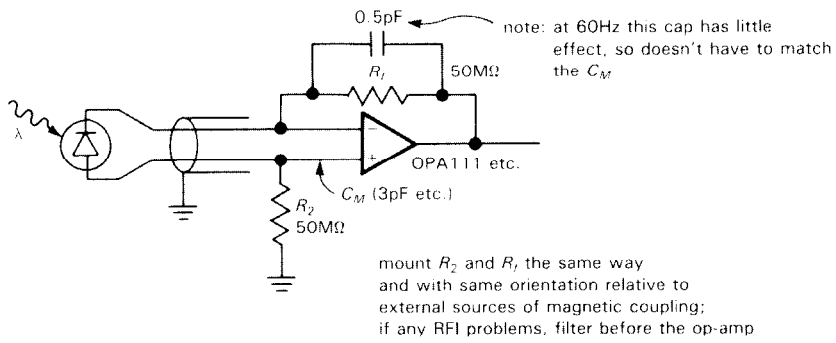 0.5pF
note: at 60Hz this cap has little
effect, so doesn't have to match
the C_M
R_1
50MΩ
λ
−
+
OPA111 etc.
C_M (3pF etc.)
R_2
50MΩ
mount R_2 and R_1 the same way
and with same orientation relative to
external sources of magnetic coupling;
if any RFI problems, filter before the op-amp